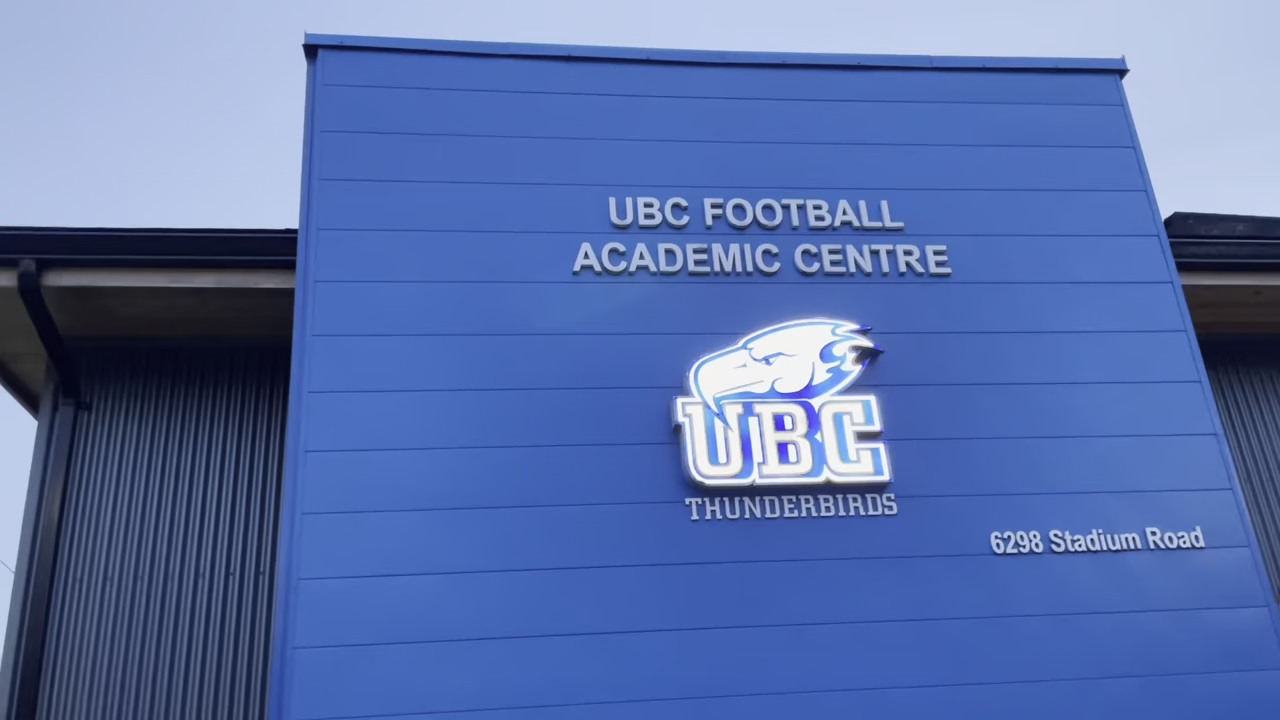 UBC FOOTBALL
ACADEMIC CENTRE
UBC
THUNDERBIRDS
6298 Stadium Road